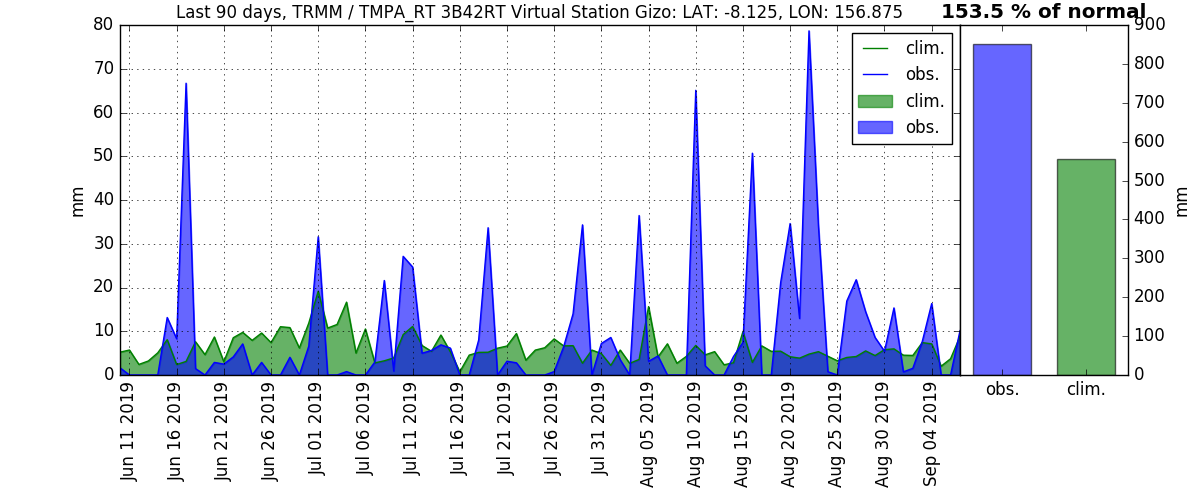 Last 90 days, TRMM / TMPA_RT 3B42RT Virtual Station Gizo: LAT: -8.125, LON: 156.875
153.5 % of normal
80
70
60
50
40
30
20
10
0
mm
clim.
obs.
clim.
obs.
Jun 11 2019
Jun 16 2019
Jun 21 2019
Jun 26 2019
Jul 01 2019
Jul 06 2019
Jul 11 2019
Jul 16 2019
Jul 21 2019
Jul 26 2019
Jul 31 2019
Aug 05 2019
Aug 10 2019
Aug 15 2019
Aug 20 2019
Aug 25 2019
Aug 30 2019
Sep 04 2019
900
800
700
600
500
400
300
200
100
0
mm
obs.
clim.